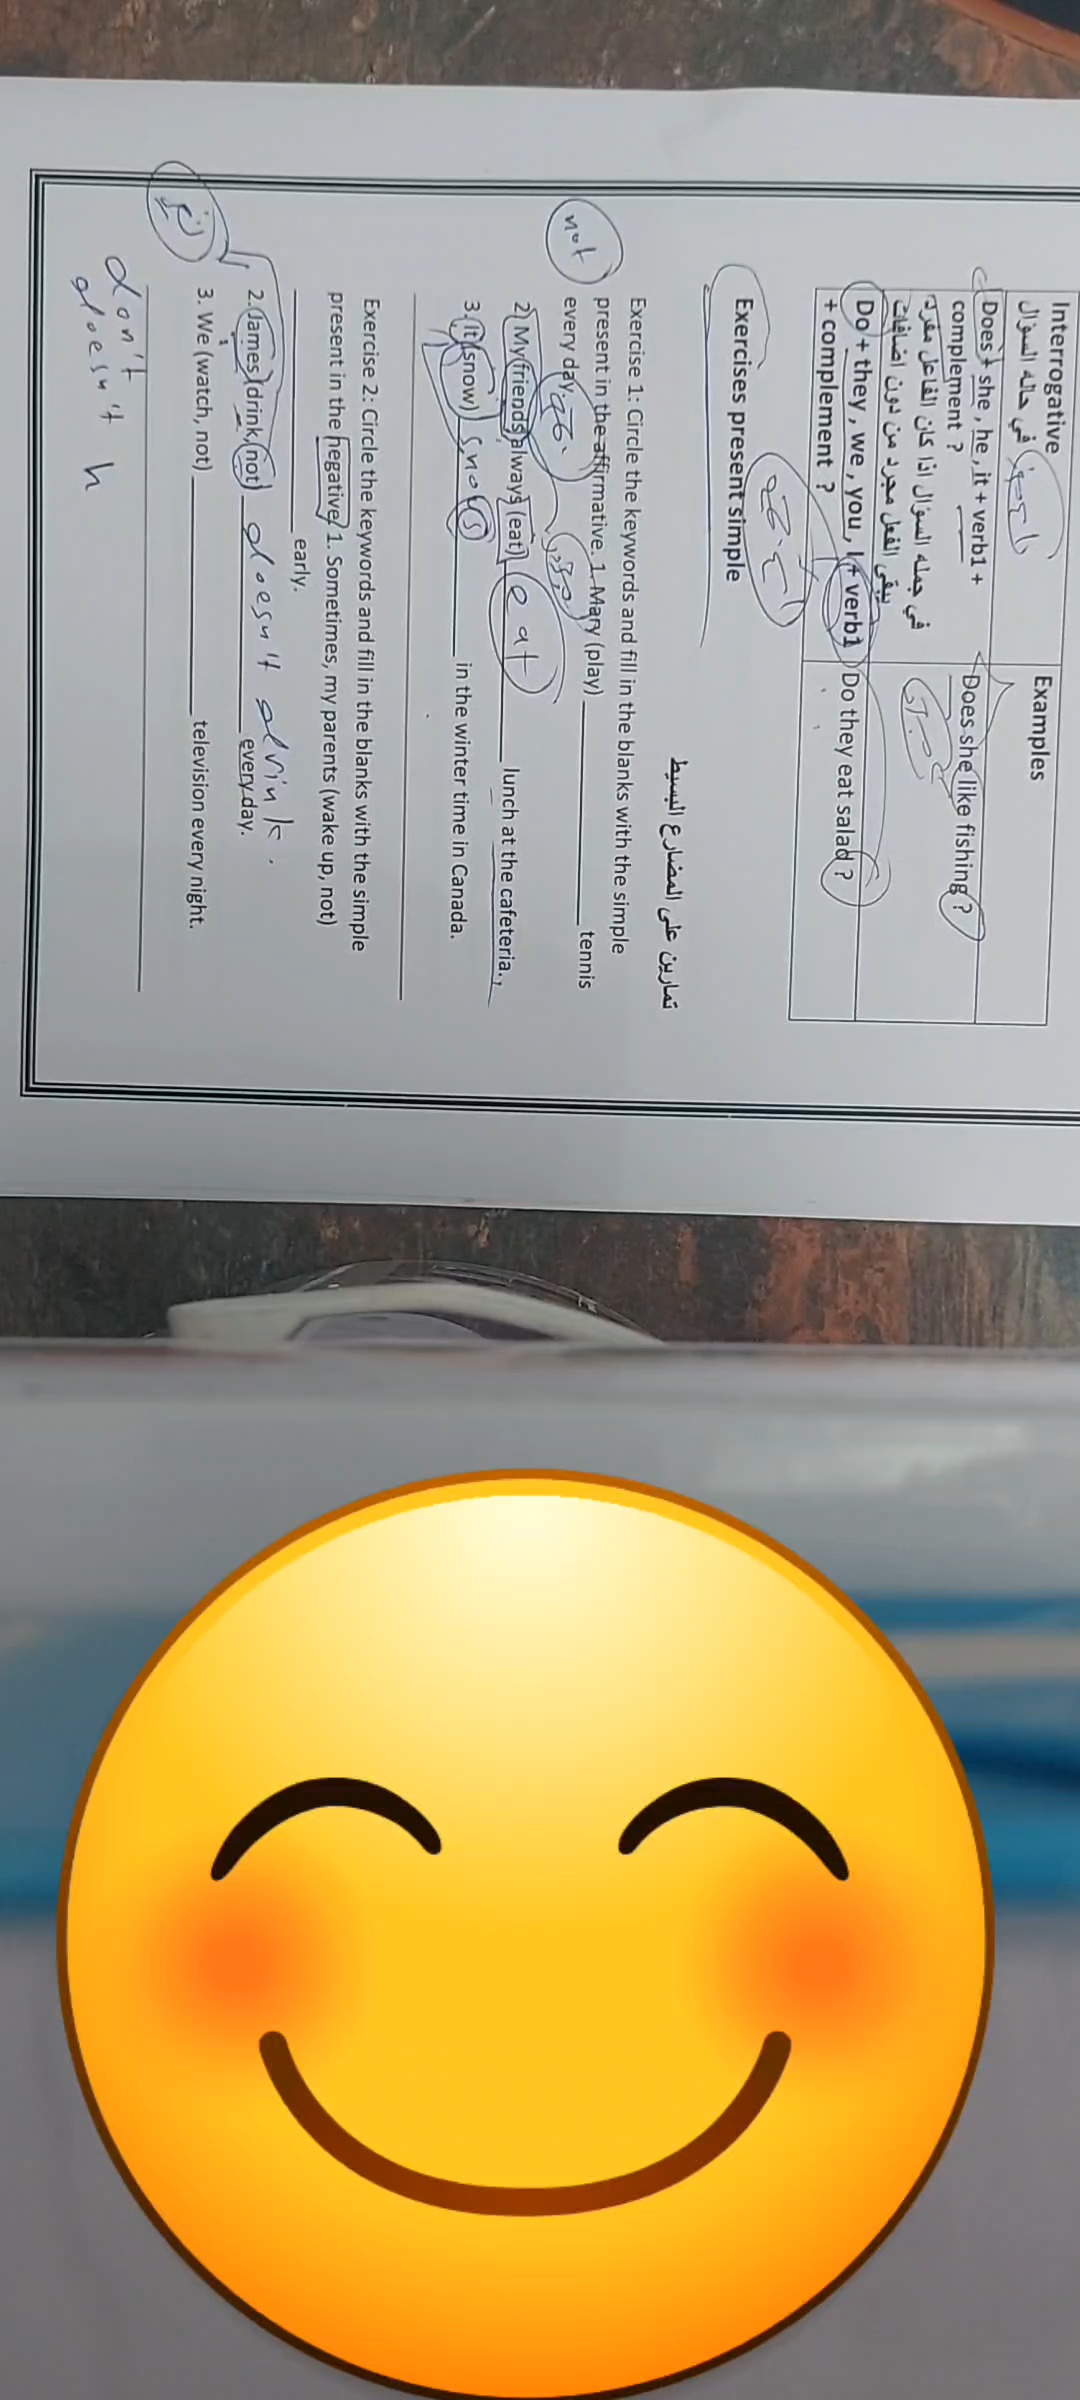 Interrogative
في حاله السؤال
Examples
Does + she , he , it + verb1 +
complement ?
في جمله السؤال اذا كان الفاعل مفرد
يبقى الفعل مجرد من دون اضافات
Does she like fishing ?
Do + they , we , you , I + verb1
+ complement ?
Do they eat salad ?
Exercises present simple
تمارين على المضارع البسيط
Exercise 1: Circle the keywords and fill in the blanks with the simple
present in the affirmative. 1. Mary (play) ____________ tennis
every day.
not
2) My friends always (eat) eat lunch at the cafeteria.
3. (It (snow) snows in the winter time in Canada.
Exercise 2: Circle the keywords and fill in the blanks with the simple
present in the negative 1. Sometimes, my parents (wake up, not)
____________ early.
2. James (drink, not) doesn't drink. every day.
3. We (watch, not) ____________ television every night.
don't
doesn't